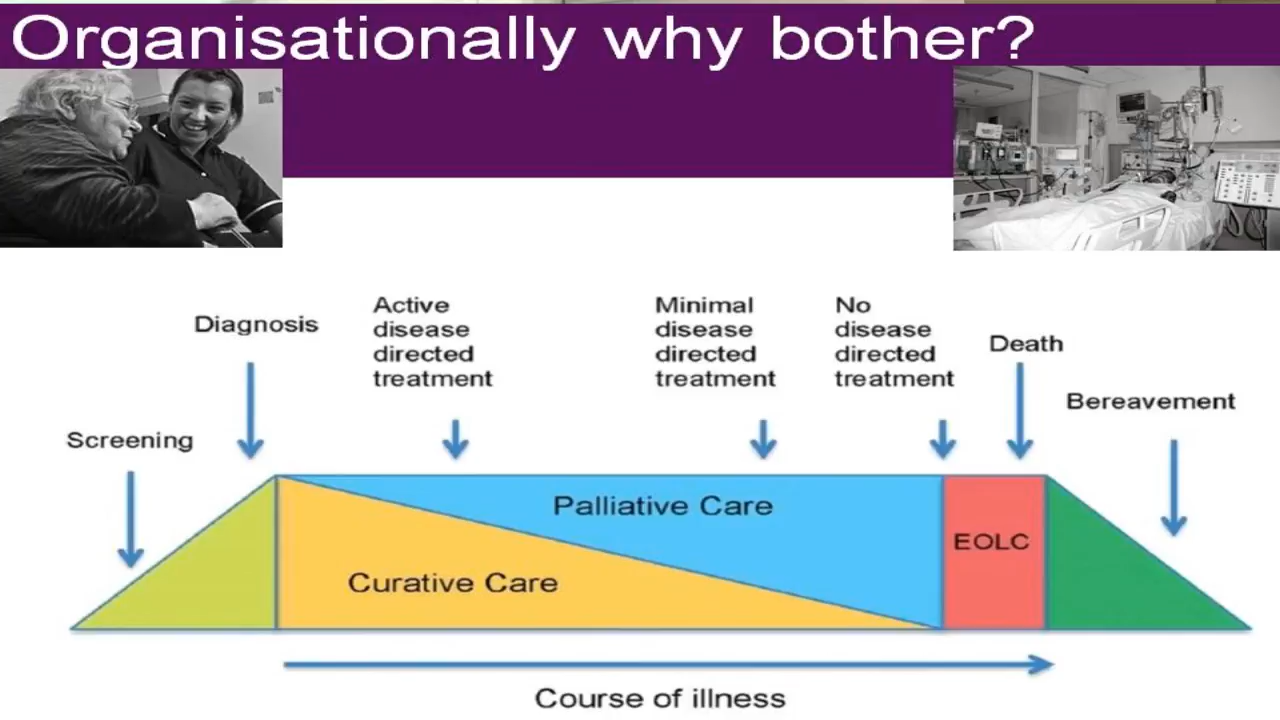 Organisationally why bother?
Diagnosis
Active
disease
directed
treatment
Minimal
disease
directed
treatment
No
disease
directed
treatment
Death
Bereavement
Screening
Palliative Care
EOLC
Curative Care
Course of illness